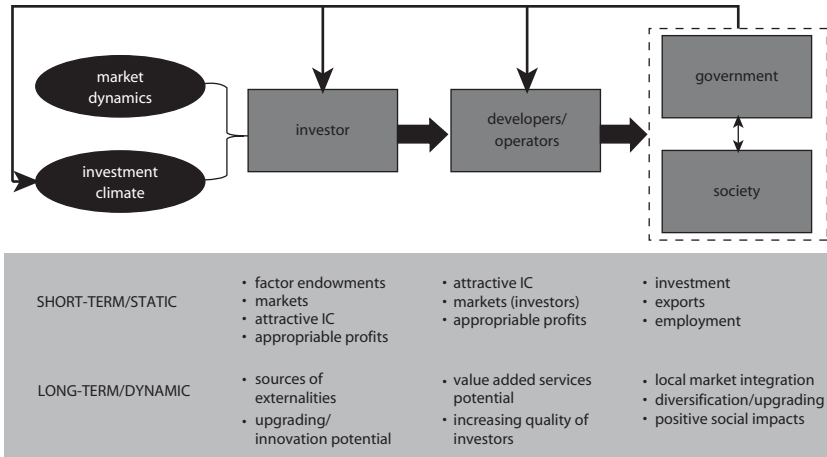 market
dynamics
investment
climate
investor
developers/
operators
government
society
SHORT-TERM/STATIC
• factor endowments
• markets
• attractive IC
• appropriable profits
• attractive IC
• markets (investors)
• appropriable profits
• investment
• exports
• employment
LONG-TERM/DYNAMIC
• sources of
externalities
• upgrading/
innovation potential
• value added services
potential
• increasing quality of
investors
• local market integration
• diversification/upgrading
• positive social impacts